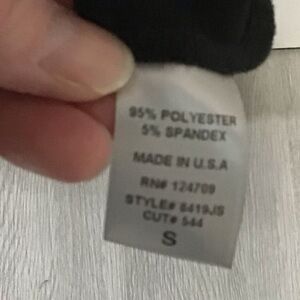 95% POLYESTER
5% SPANDEX
MADE IN U.S.A
RN# 124709
STYLE# 8419JS
CUT# 544
S